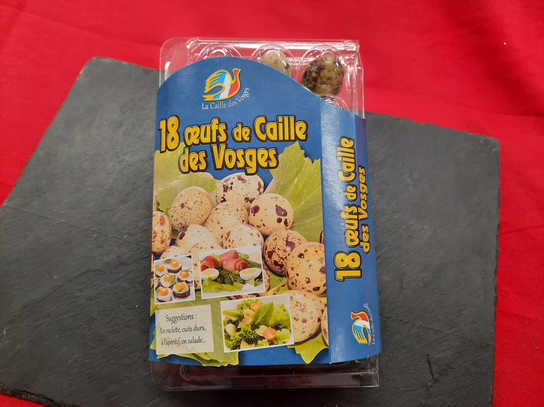 La Caille des Vosges
18 œufs de Caille
des Vosges
18 œufs de Caille
des Vosges
Suggestions :
En raclette, cuits durs,
à l'apéritif, en salade...